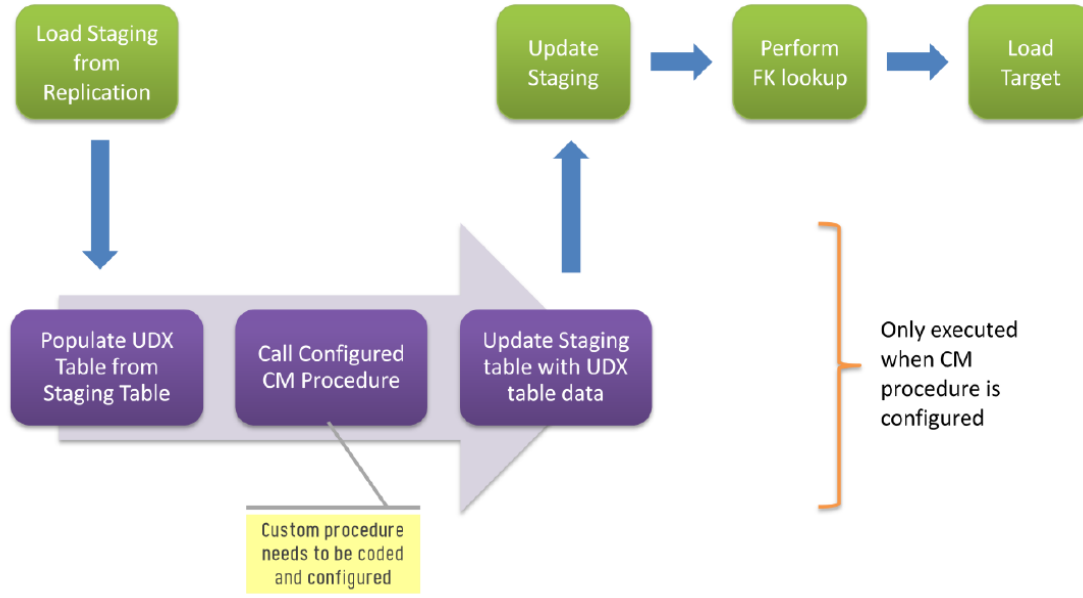 Load Staging
from
Replication
Update
Staging
Perform
FK lookup
Load
Target
Populate UDX
Table from
Staging Table
Call Configured
CM Procedure
Update Staging
table with UDX
table data
Only executed
when CM
procedure is
configured
Custom procedure
needs to be coded
and configured